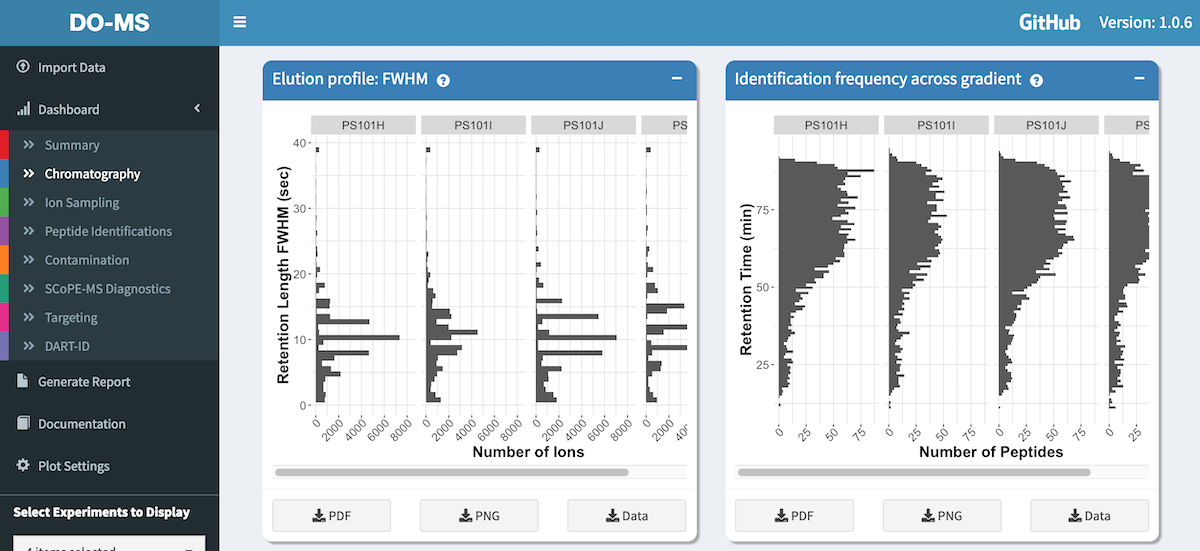 DO-MS
GitHub Version: 1.0.6
Import Data
Dashboard
Summary
Chromatography
Ion Sampling
Peptide Identifications
Contamination
SCoPE-MS Diagnostics
Targeting
DART-ID
Generate Report
Documentation
Plot Settings
Select Experiments to Display
4 items selected
Elution profile: FWHM ?
PS101H PS101I PS101J PS
Retention Length FWHM (sec)
40
30
20
10
0
0 2000 4000 6000 8000 0 2000 4000 6000 8000 0 2000 4000 6000 8000 0 2000 40
Number of Ions
PDF PNG Data
Identification frequency across gradient ?
PS101H PS101I PS101J PS
Retention Time (min)
75
50
25
0 25 50 75 0 25 50 75 0 25 50 75 0 25
Number of Peptides
PDF PNG Data